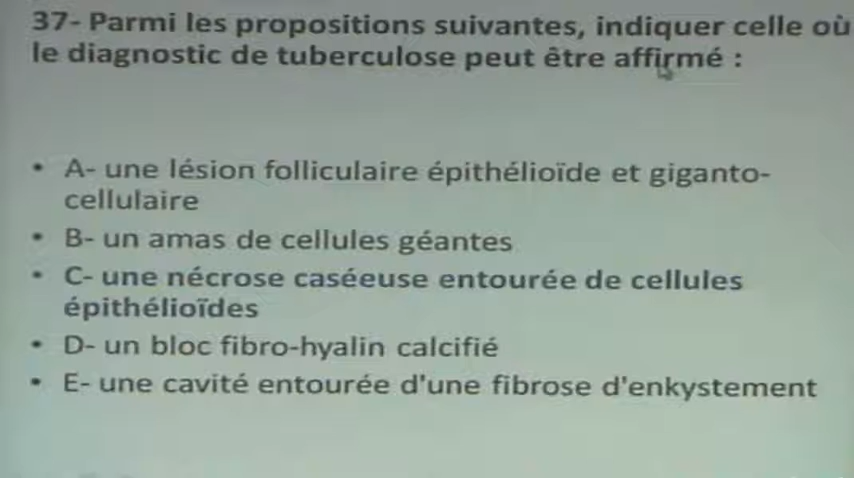 37- Parmi les propositions suivantes, indiquer celle où
le diagnostic de tuberculose peut être affirmé :
• A- une lésion folliculaire épithélioïde et giganto-
cellulaire
• B- un amas de cellules géantes
• C- une nécrose caséeuse entourée de cellules
épithélioïdes
• D- un bloc fibro-hyalin calcifié
• E- une cavité entourée d'une fibrose d'enkystement